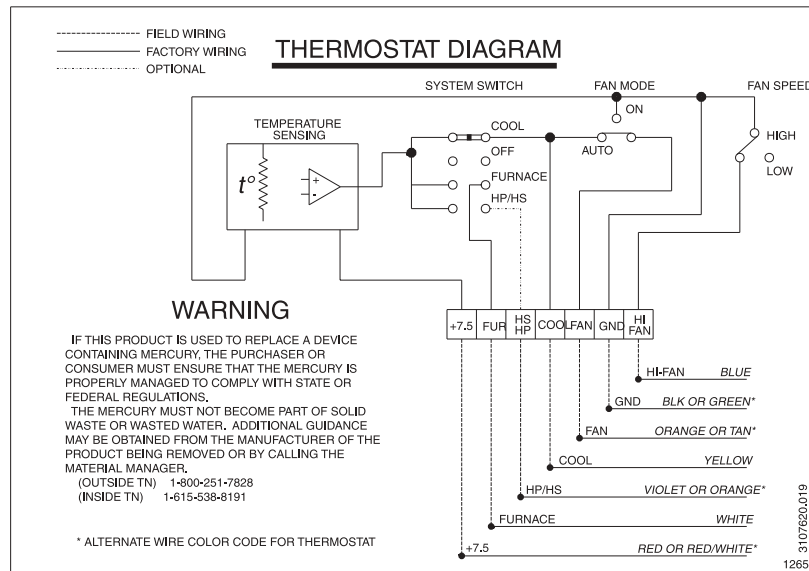 FIELD WIRING
FACTORY WIRING
OPTIONAL
THERMOSTAT DIAGRAM
SYSTEM SWITCH
FAN MODE
FAN SPEED
ON
TEMPERATURE
SENSING
COOL
OFF
FURNACE
HP/HS
AUTO
HIGH
LOW
t°
+
-
+7.5
FUR
HS
HP
COOL
FAN
GND
HI
FAN
WARNING
IF THIS PRODUCT IS USED TO REPLACE A DEVICE
CONTAINING MERCURY, THE PURCHASER OR
CONSUMER MUST ENSURE THAT THE MERCURY IS
PROPERLY MANAGED TO COMPLY WITH STATE OR
FEDERAL REGULATIONS.
THE MERCURY MUST NOT BECOME PART OF SOLID
WASTE OR WASTED WATER. ADDITIONAL GUIDANCE
MAY BE OBTAINED FROM THE MANUFACTURER OF THE
PRODUCT BEING REMOVED OR BY CALLING THE
MATERIAL MANAGER.
(OUTSIDE TN) 1-800-251-7828
(INSIDE TN) 1-615-538-8191
* ALTERNATE WIRE COLOR CODE FOR THERMOSTAT
HI-FAN BLUE
GND BLK OR GREEN*
FAN ORANGE OR TAN*
COOL YELLOW
HP/HS VIOLET OR ORANGE*
FURNACE WHITE
+7.5 RED OR RED/WHITE*
3107620.019
1265